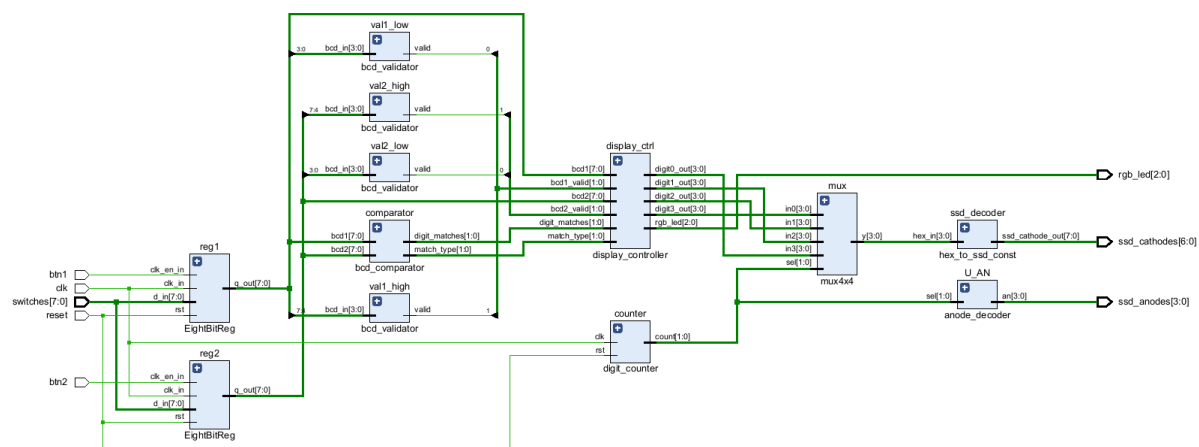 val1_low
3:0 bcd_in[3:0] valid 0
bcd_validator
val2_high
7:4 bcd_in[3:0] valid 1
bcd_validator
val2_low
3:0 bcd_in[3:0] valid 0
bcd_validator
comparator
bcd1[7:0] digit_matches[1:0]
bcd2[7:0] match_type[1:0]
bcd_comparator
val1_high
bcd_in[3:0] valid 1
bcd_validator
reg1
btn1 clk_en_in
clk clk_in q_out[7:0]
switches[7:0] d_in[7:0]
reset rst
EightBitReg
reg2
btn2 clk_en_in
clk_in q_out[7:0]
d_in[7:0]
rst
EightBitReg
display_ctrl
bcd1[7:0] digit0_out[3:0]
bcd1_valid[1:0] digit1_out[3:0]
bcd2[7:0] digit2_out[3:0]
bcd2_valid[1:0] digit3_out[3:0]
digit_matches[1:0] rgb_led[2:0]
match_type[1:0]
display_controller
counter
clk count[1:0]
rst
digit_counter
mux
in0[3:0]
in1[3:0]
in2[3:0] y[3:0]
in3[3:0]
sel[1:0]
mux4x4
ssd_decoder
hex_in[3:0] ssd_cathode_out[7:0]
hex_to_ssd_const
U_AN
sel[1:0] an[3:0]
anode_decoder
rgb_led[2:0]
ssd_cathodes[6:0]
ssd_anodes[3:0]